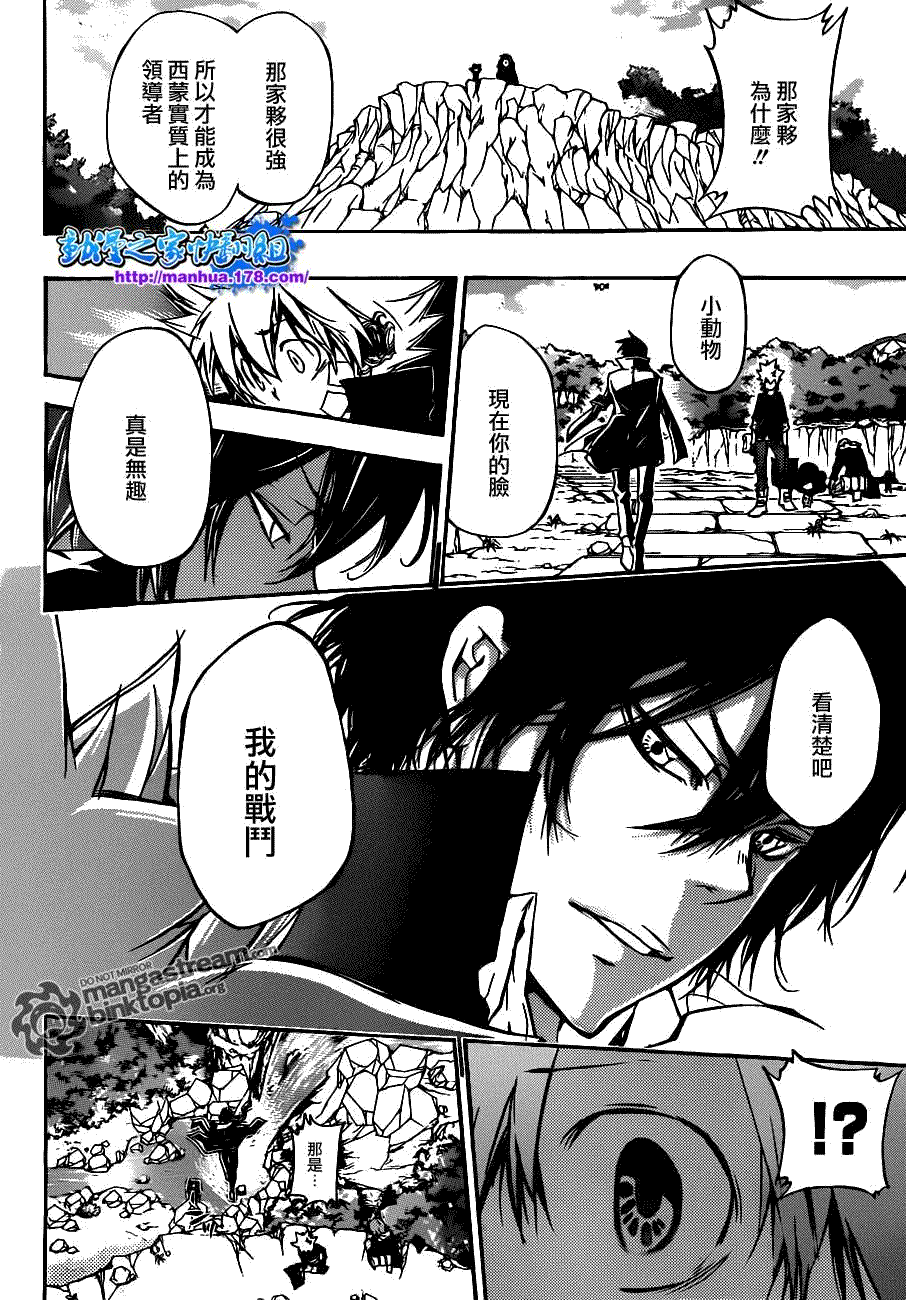 那家夥
為什麼!!
那家夥很強
所以才能成為
西蒙實質上的
領導者
動漫之家快翻組
http://manhua.178.com/
小動物
現在你的臉
真是無趣
看清楚吧
我的戰鬥
DO NOT MIRROR
mangastream.com
binktopia.org
!?
那是…